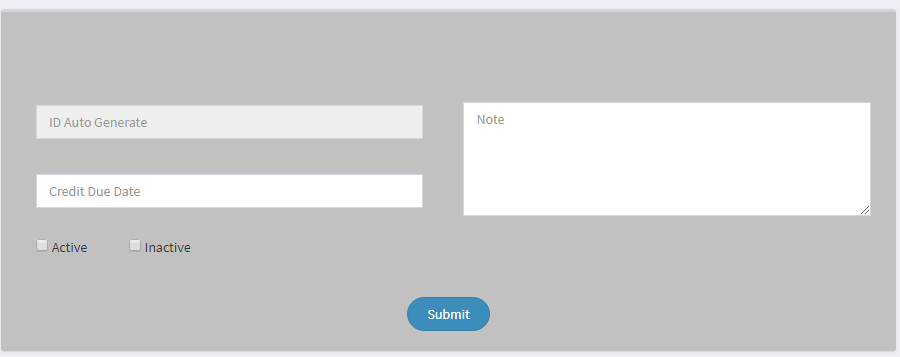 ID Auto Generate
Note
Credit Due Date
Active
Inactive
Submit